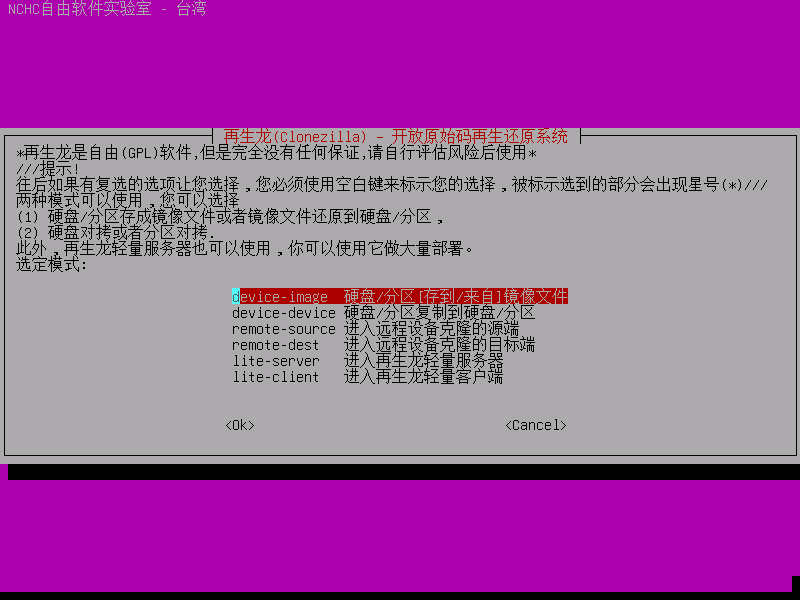 NCHC自由软件实验室 - 台湾
再生龙(Clonezilla) - 开放原始码再生还原系统
*再生龙是自由(GPL)软件,但是完全没有任何保证,请自行评估风险后使用*
///提示!
往后如果有复选的选项让您选择,您必须使用空白键来标示您的选择,被标示选到的部分会出现星号(*)///
两种模式可以使用,您可以选择
(1) 硬盘/分区存成镜像文件或者镜像文件还原到硬盘/分区,
(2) 硬盘对拷或者分区对拷.
此外,再生龙轻量服务器也可以使用,你可以使用它做大量部署。
选定模式:
device-image 硬盘/分区[存到/来自]镜像文件
device-device 硬盘/分区复制到硬盘/分区
remote-source 进入远程设备克隆的源端
remote-dest 进入远程设备克隆的目标端
lite-server 进入再生龙轻量服务器
lite-client 进入再生龙轻量客户端
<Ok> <Cancel>